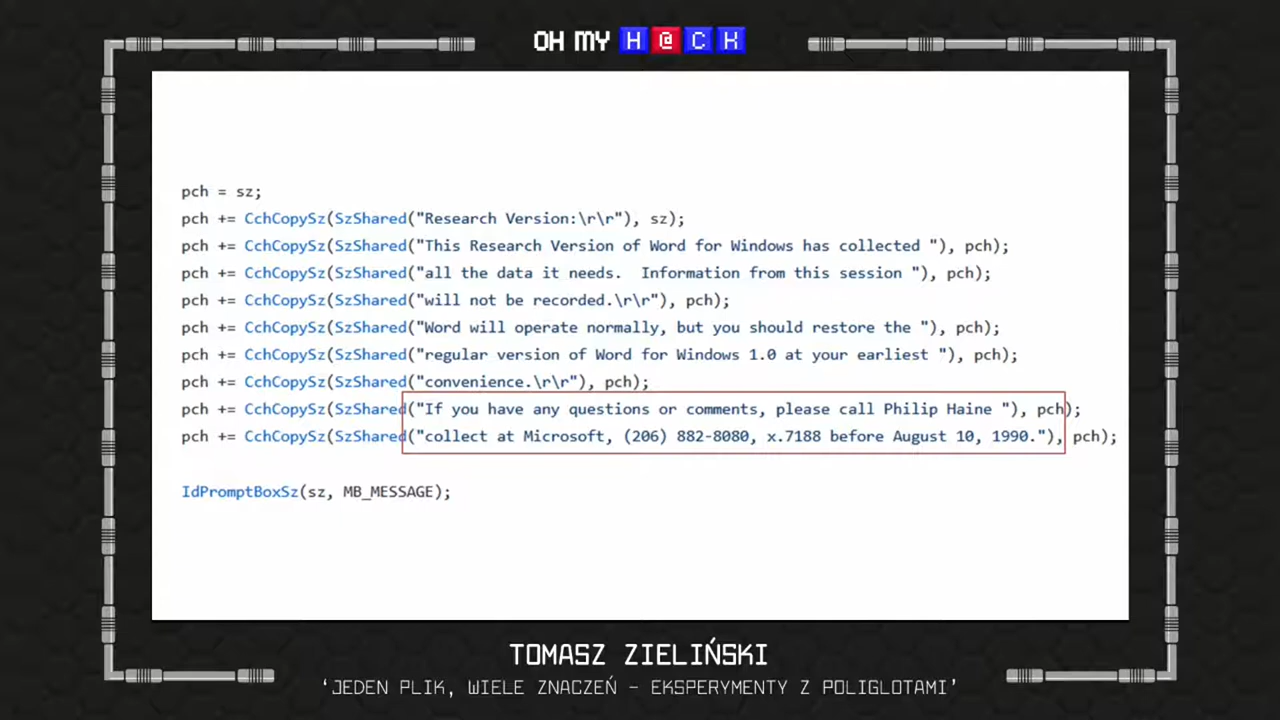 OH MY H@CK
pch = sz;
pch += CchCopySz(SzShared("Research Version:\r\r"), sz);
pch += CchCopySz(SzShared("This Research Version of Word for Windows has collected "), pch);
pch += CchCopySz(SzShared("all the data it needs.  Information from this session "), pch);
pch += CchCopySz(SzShared("will not be recorded.\r\r"), pch);
pch += CchCopySz(SzShared("Word will operate normally, but you should restore the "), pch);
pch += CchCopySz(SzShared("regular version of Word for Windows 1.0 at your earliest "), pch);
pch += CchCopySz(SzShared("convenience.\r\r"), pch);
pch += CchCopySz(SzShared("If you have any questions or comments, please call Philip Haine "), pch);
pch += CchCopySz(SzShared("collect at Microsoft, (206) 882-8080, x.7188 before August 10, 1990."), pch);
IdPromptBoxSz(sz, MB_MESSAGE);
TOMASZ ZIELIŃSKI
‘JEDEN PLIK, WIELE ZNACZEŃ – EKSPERYMENTY Z POLIGLOTAMI’